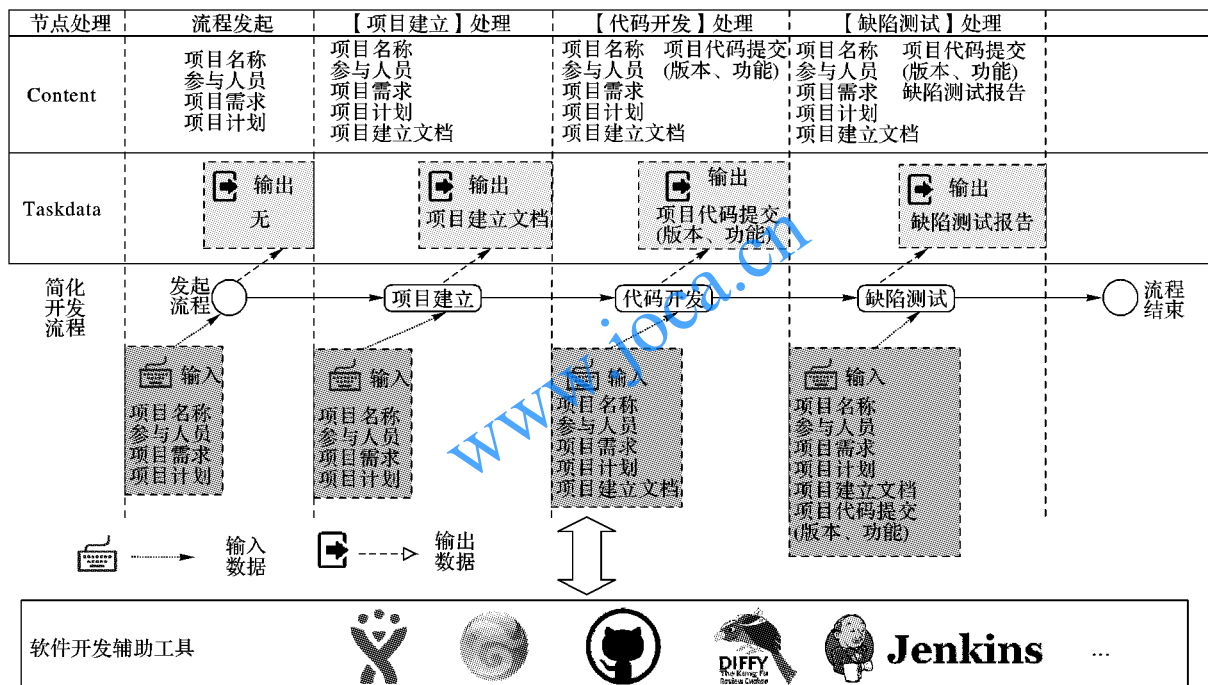 节点处理
流程发起
【项目建立】处理
【代码开发】处理
【缺陷测试】处理
Content
项目名称
参与人员
项目需求
项目计划
项目名称
参与人员
项目需求
项目计划
项目建立文档
项目名称 项目代码提交
参与人员 (版本、功能)
项目需求
项目计划
项目建立文档
项目名称 项目代码提交
参与人员 (版本、功能)
项目需求 缺陷测试报告
项目计划
项目建立文档
Taskdata
输出
无
输出
项目建立文档
输出
项目代码提交
(版本、功能)
输出
缺陷测试报告
简化
开发
流程
发起
流程
项目建立
代码开发
缺陷测试
流程
结束
输入
项目名称
参与人员
项目需求
项目计划
输入
项目名称
参与人员
项目需求
项目计划
输入
项目名称
参与人员
项目需求
项目计划
项目建立文档
输入
项目名称
参与人员
项目需求
项目计划
项目建立文档
项目代码提交
(版本、功能)
输入
数据
输出
数据
www.joca.cn
软件开发辅助工具
DIFFY
The Kung Fu
Review Cuckoo
Jenkins
...